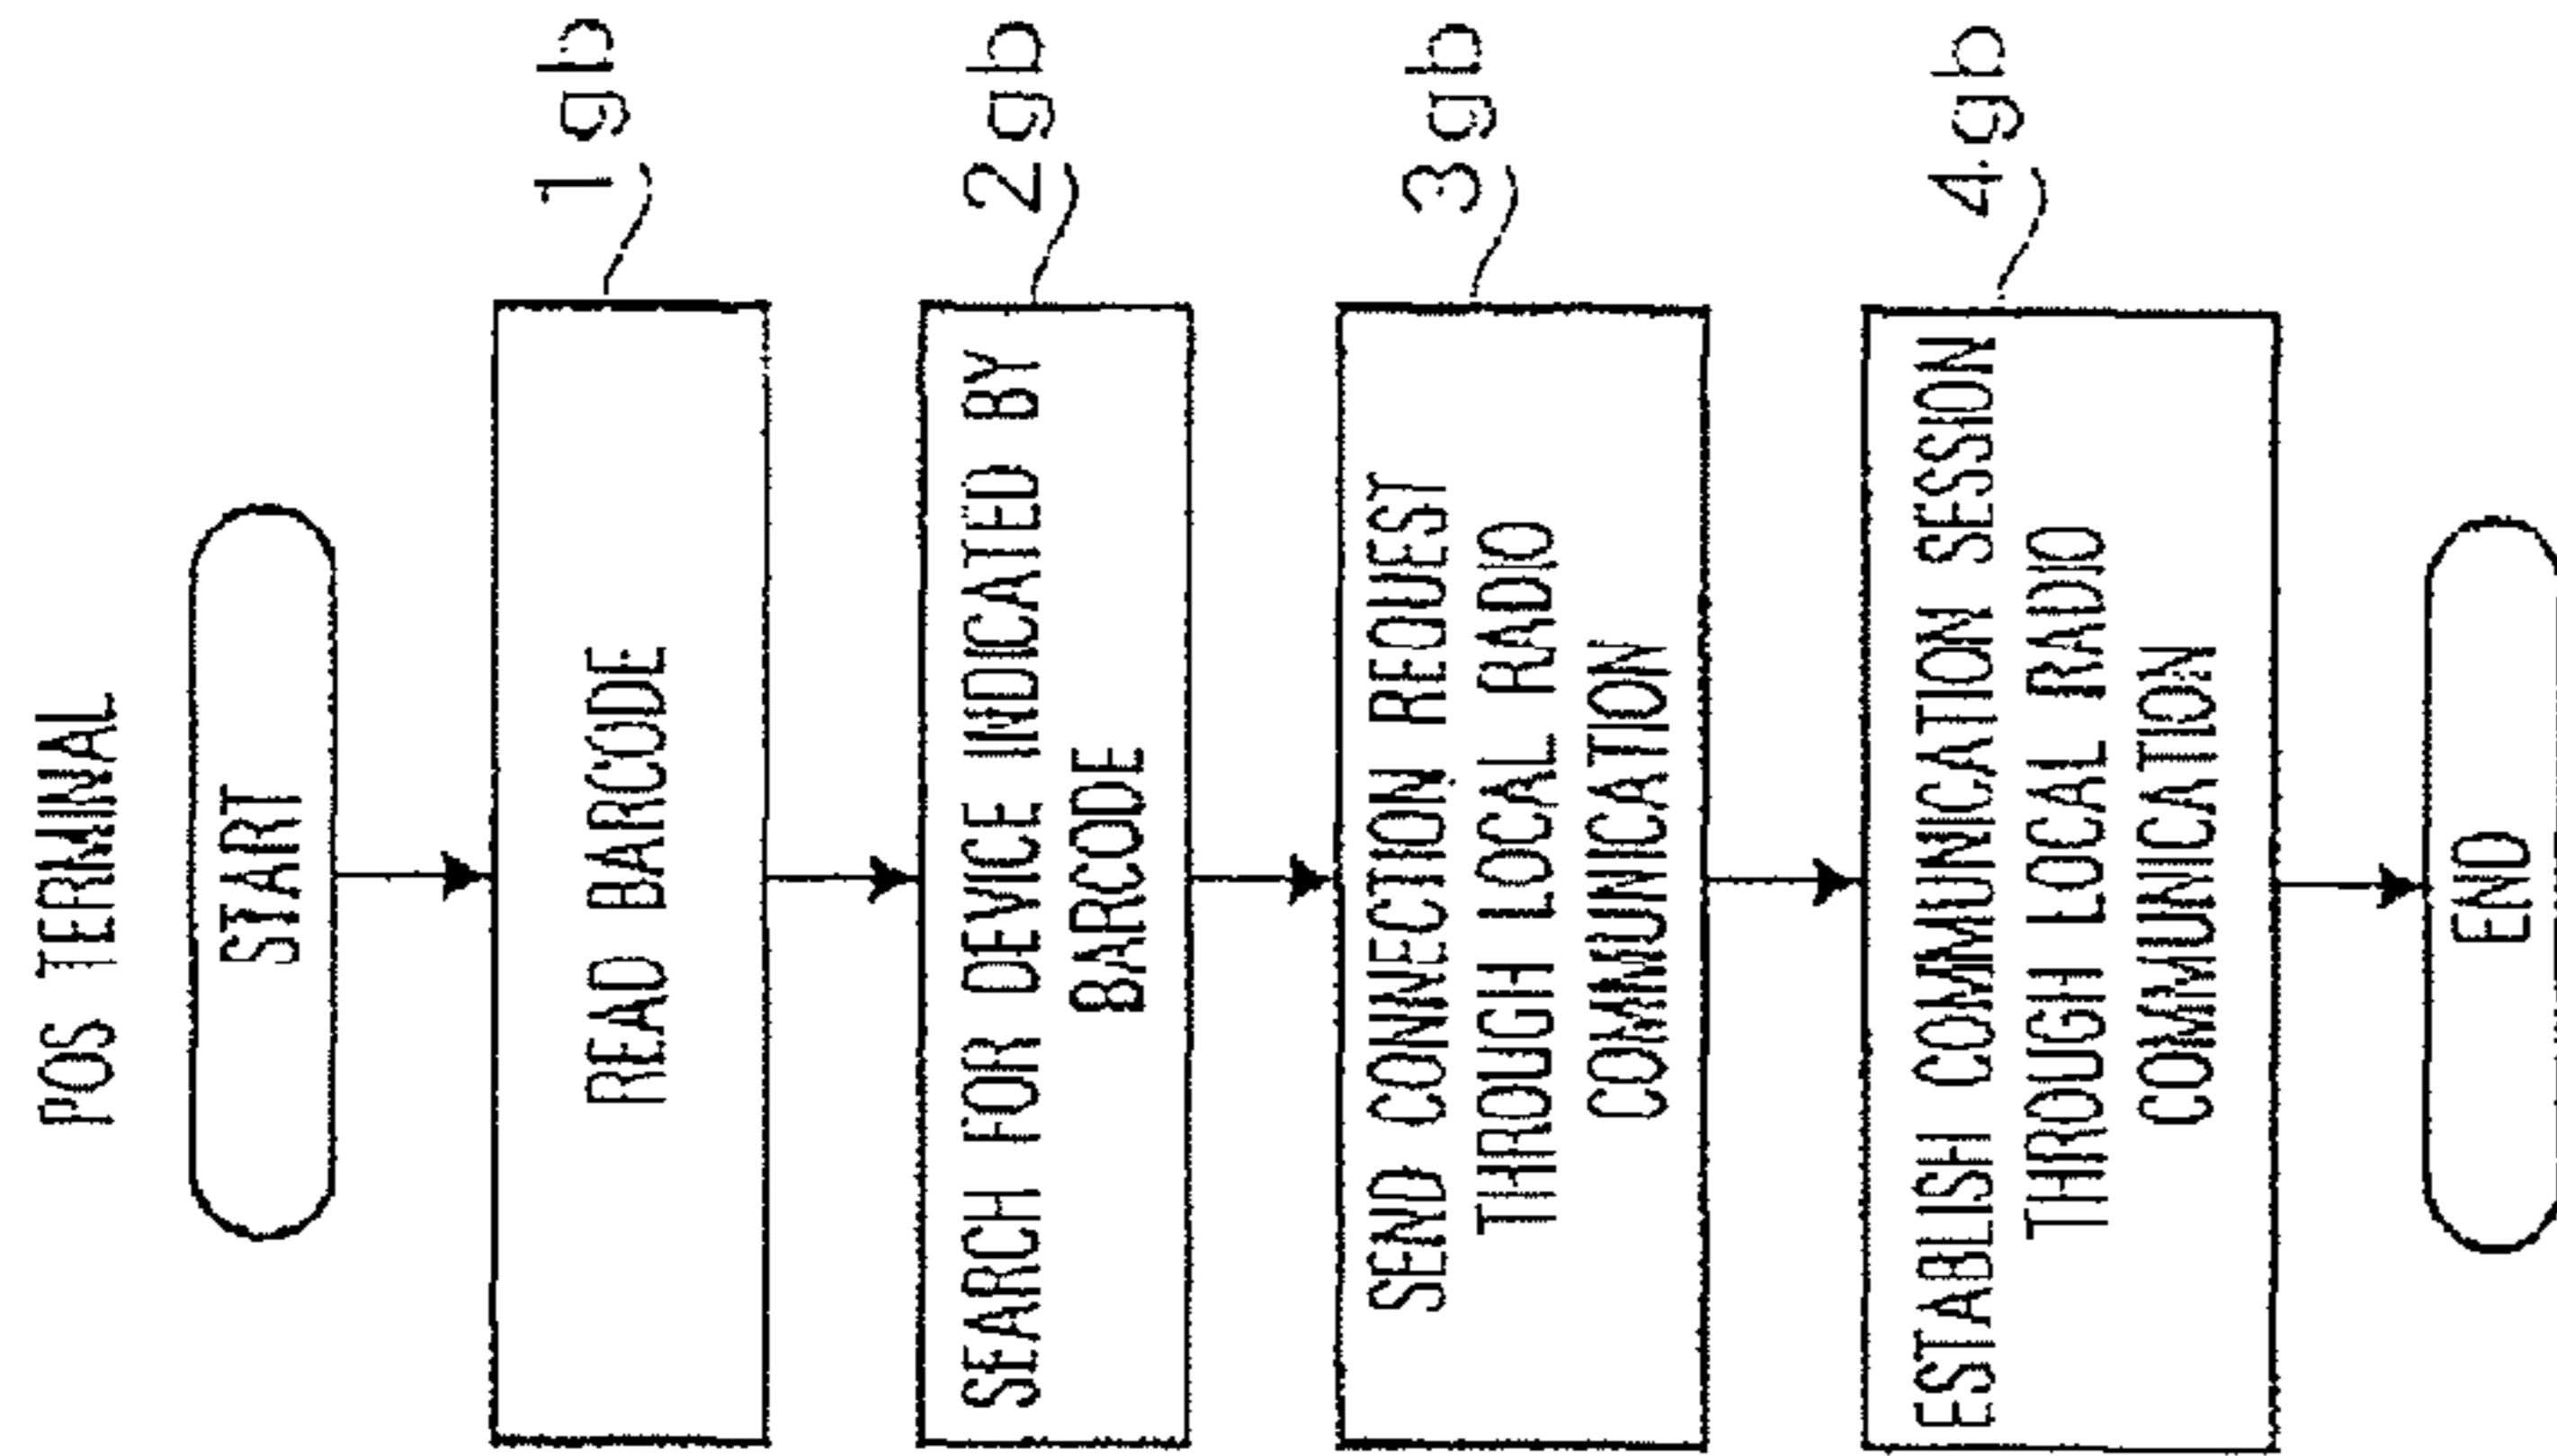 POS TERMINAL
START
READ BARCODE
1gb
SEARCH FOR DEVICE INDICATED BY
BARCODE
2gb
SEND CONNECTION REQUEST
THROUGH LOCAL RADIO
COMMUNICATION
3gb
ESTABLISH COMMUNICATION SESSION
THROUGH LOCAL RADIO
COMMUNICATION
4gb
END